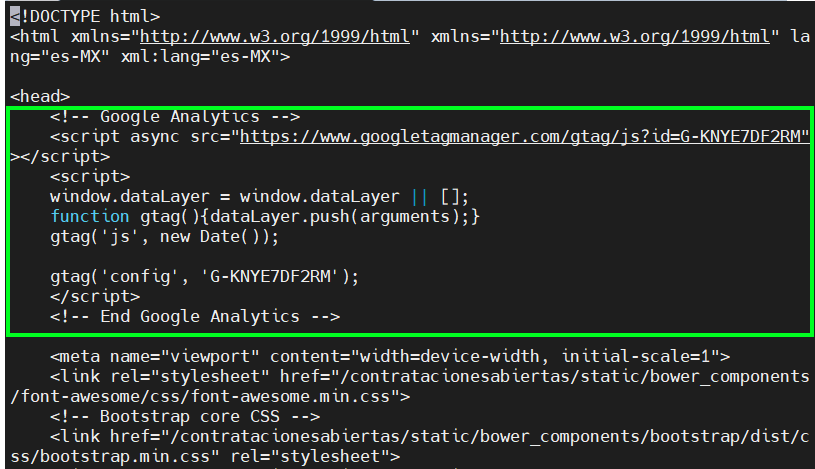 <!DOCTYPE html>
<html xmlns="http://www.w3.org/1999/html" xmlns="http://www.w3.org/1999/html" la
ng="es-MX" xml:lang="es-MX">
<head>
<!-- Google Analytics -->
<script async src="https://www.googletagmanager.com/gtag/js?id=G-KNYE7DF2RM"
></script>
<script>
window.dataLayer = window.dataLayer || [];
function gtag(){dataLayer.push(arguments);}
gtag('js', new Date());
gtag('config', 'G-KNYE7DF2RM');
</script>
<!-- End Google Analytics -->
<meta name="viewport" content="width=device-width, initial-scale=1">
<link rel="stylesheet" href="/contratacionesabiertas/static/bower_components
/font-awesome/css/font-awesome.min.css">
<!-- Bootstrap core CSS -->
<link href="/contratacionesabiertas/static/bower_components/bootstrap/dist/c
ss/bootstrap.min.css" rel="stylesheet">